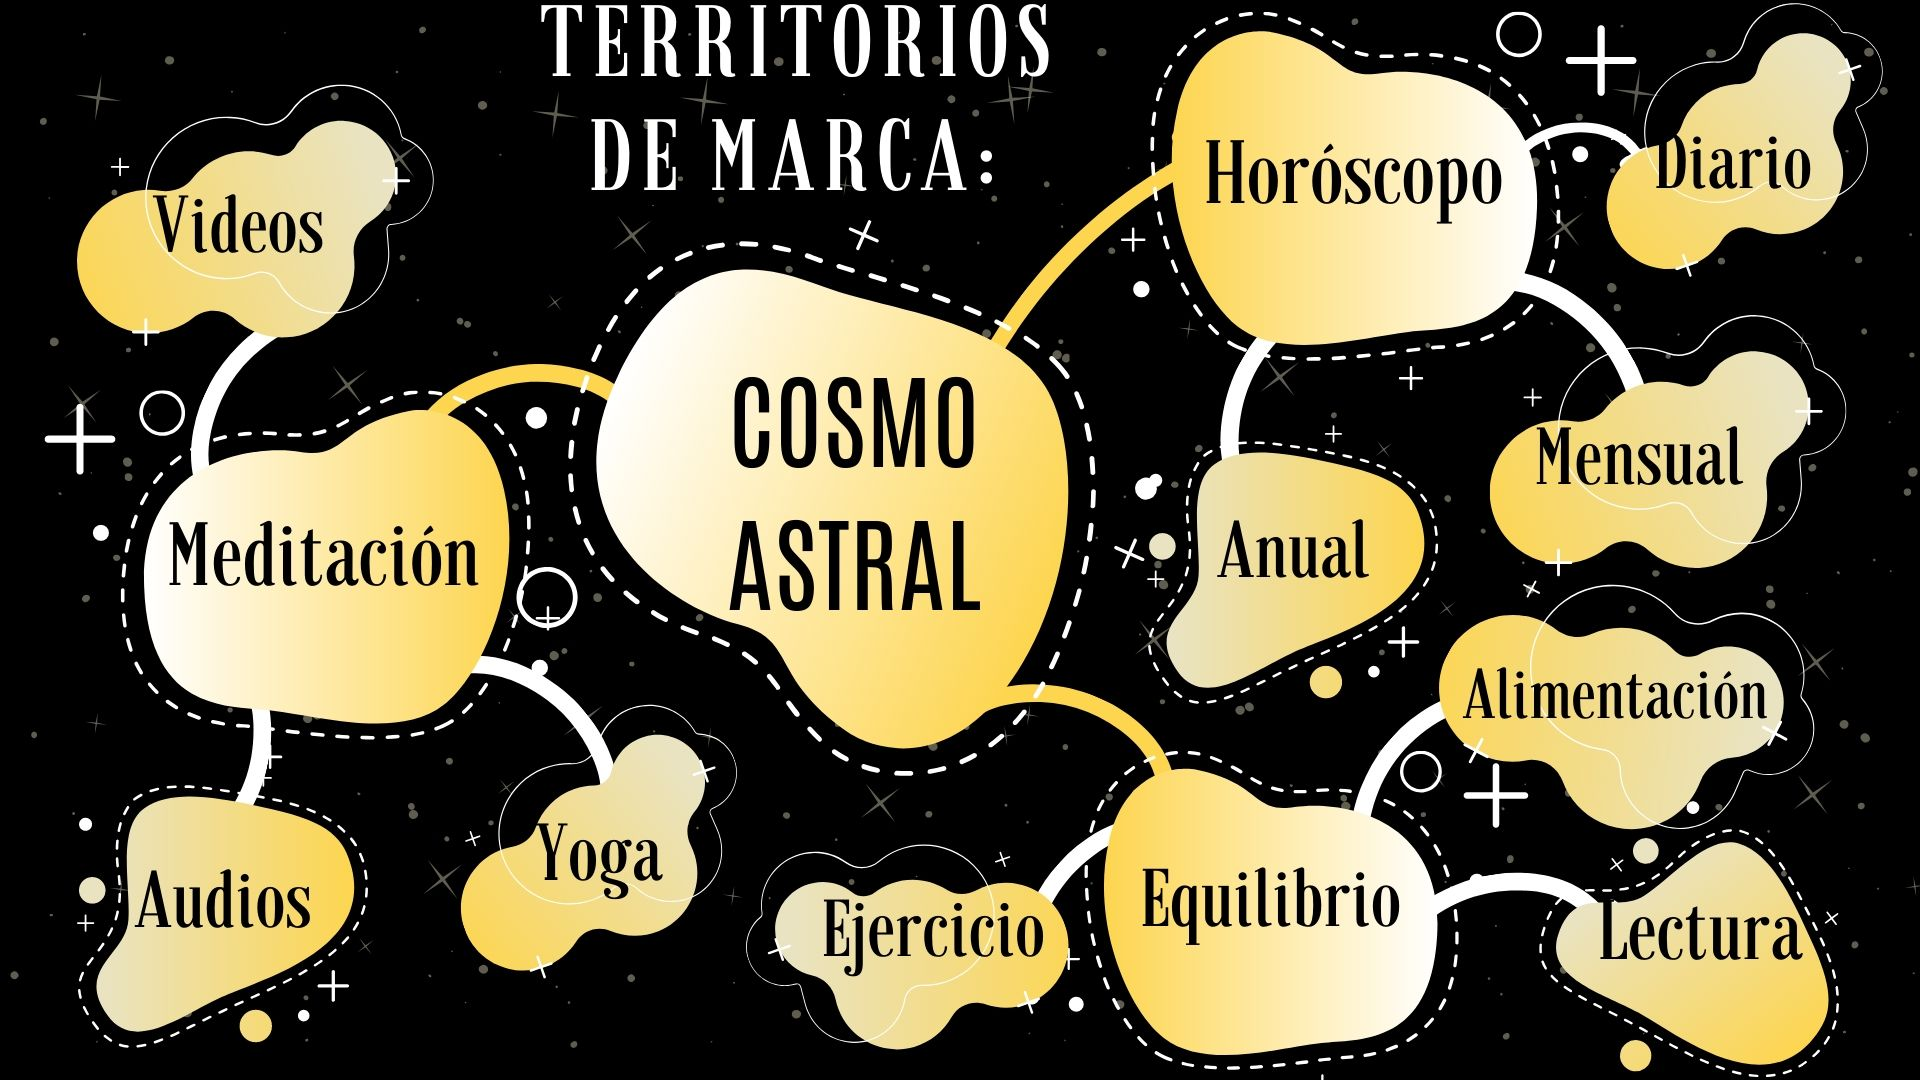 TERRITORIOS
DE MARCA:
COSMO
ASTRAL
Horóscopo
Diario
Mensual
Anual
Meditación
Videos
Audios
Yoga
Equilibrio
Alimentación
Ejercicio
Lectura